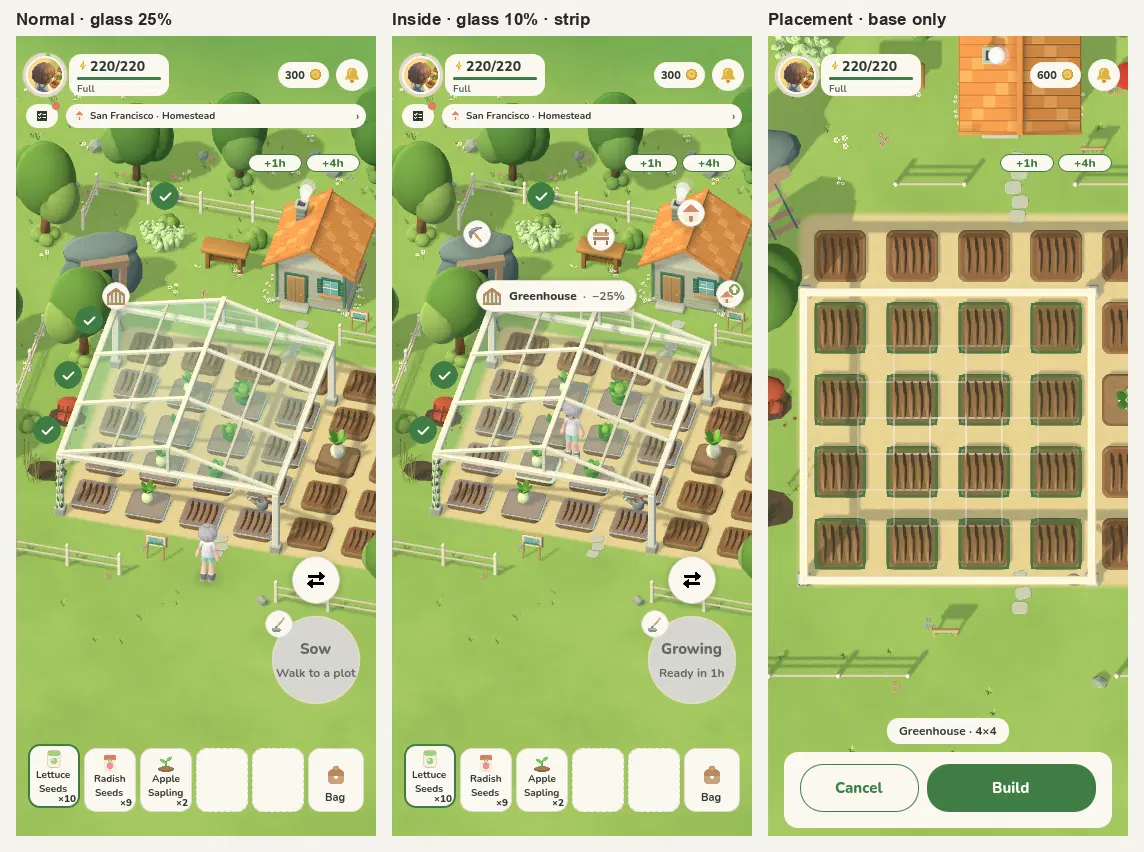 Normal · glass 25%
220/220
Full
300
San Francisco · Homestead
+1h
+4h
Sow
Walk to a plot
Lettuce
Seeds
×10
Radish
Seeds
×9
Apple
Sapling
×2
Bag
Inside · glass 10% · strip
220/220
Full
300
San Francisco · Homestead
+1h
+4h
Greenhouse · −25%
Growing
Ready in 1h
Lettuce
Seeds
×10
Radish
Seeds
×9
Apple
Sapling
×2
Bag
Placement · base only
220/220
Full
600
+1h
+4h
Greenhouse · 4×4
Cancel
Build